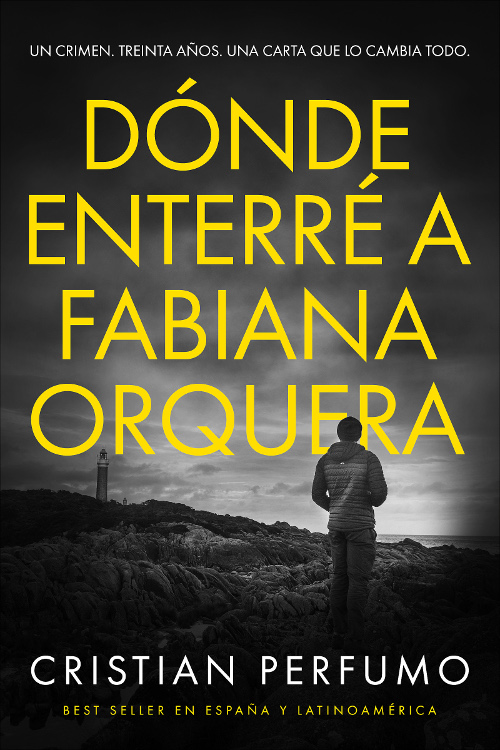 UN CRIMEN. TREINTA AÑOS. UNA CARTA QUE LO CAMBIA TODO.
DÓNDE
ENTERRÉ A
FABIANA
ORQUERA
CRISTIAN PERFUMO
BEST SELLER EN ESPAÑA Y LATINOAMÉRICA